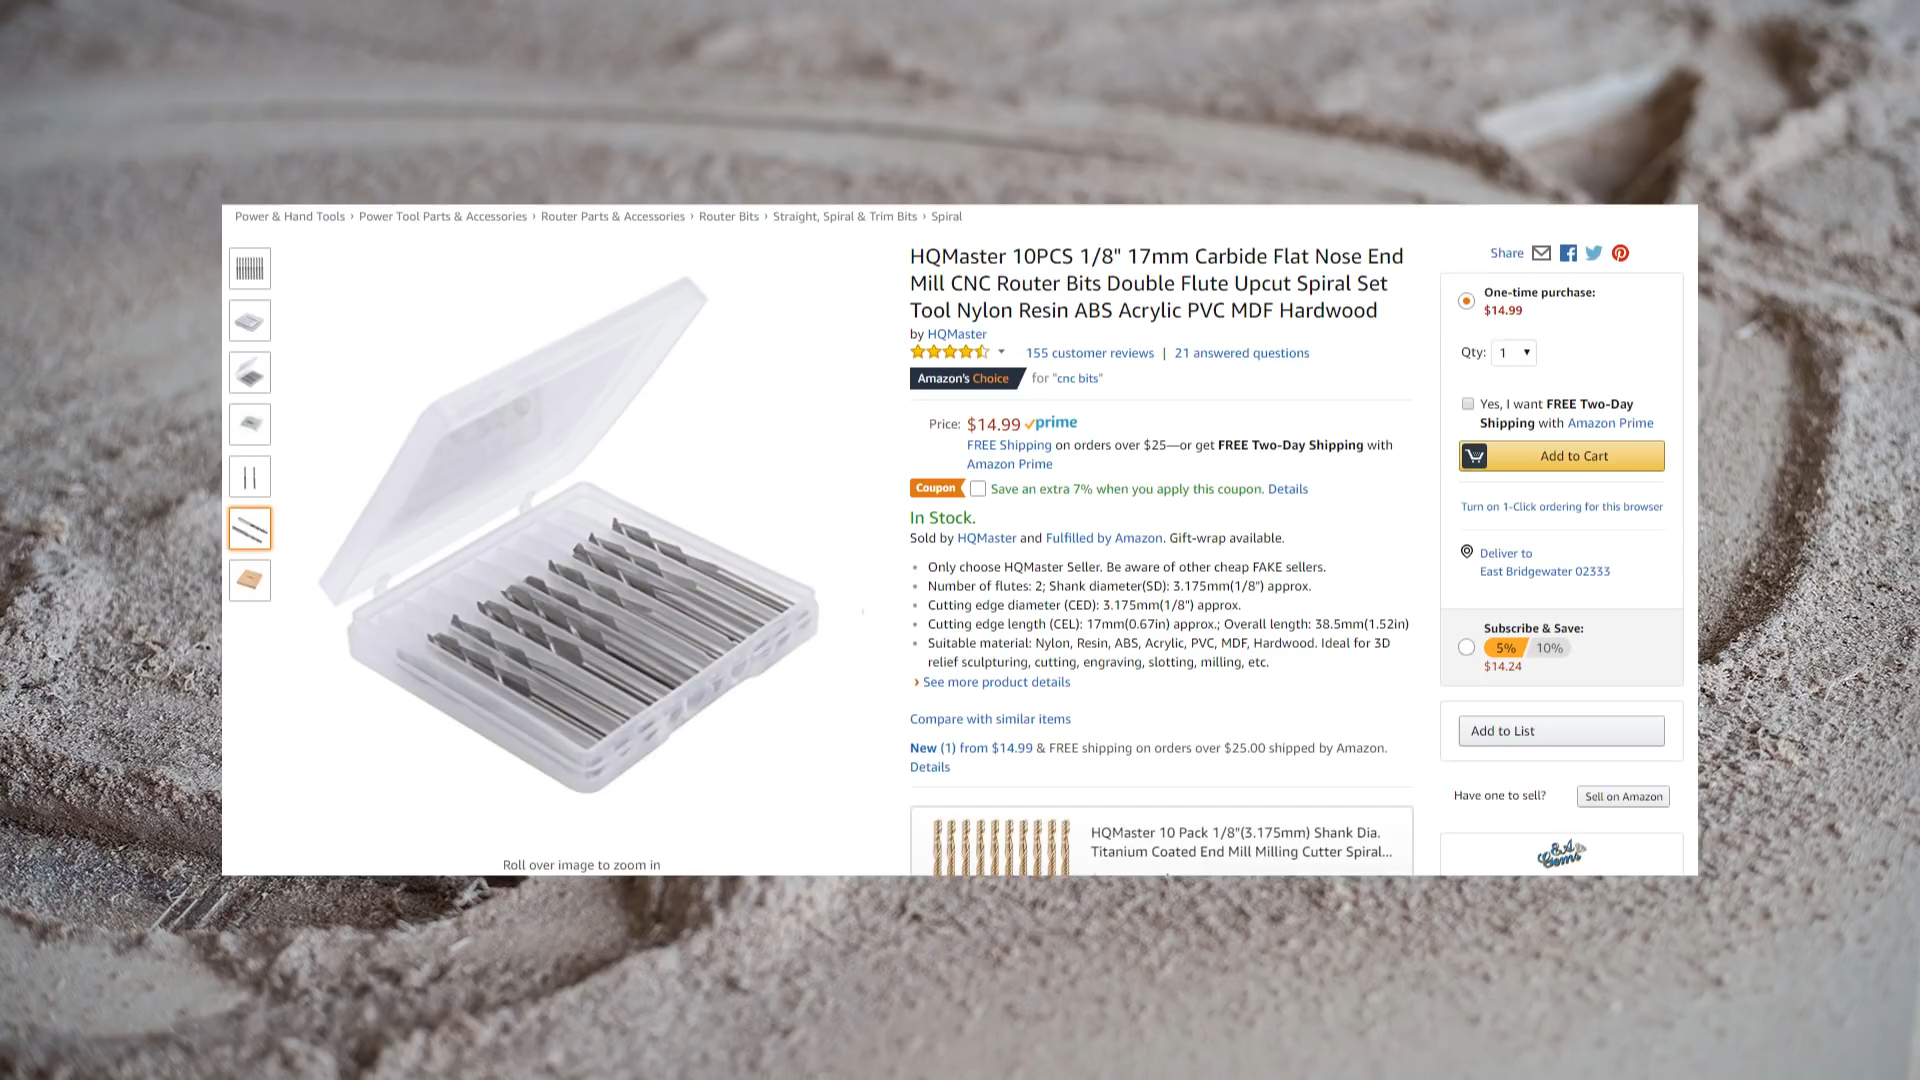 Power & Hand Tools › Power Tool Parts & Accessories › Router Parts & Accessories › Router Bits › Straight, Spiral & Trim Bits › Spiral
HQMaster 10PCS 1/8" 17mm Carbide Flat Nose End
Mill CNC Router Bits Double Flute Upcut Spiral Set
Tool Nylon Resin ABS Acrylic PVC MDF Hardwood
by HQMaster
155 customer reviews | 21 answered questions
Amazon's Choice for "cnc bits"
Price: $14.99 prime
FREE Shipping on orders over $25—or get FREE Two-Day Shipping with
Amazon Prime
Coupon Save an extra 7% when you apply this coupon. Details
In Stock.
Sold by HQMaster and Fulfilled by Amazon. Gift-wrap available.
• Only choose HQMaster Seller. Be aware of other cheap FAKE sellers.
• Number of flutes: 2; Shank diameter(SD): 3.175mm(1/8") approx.
• Cutting edge diameter (CED): 3.175mm(1/8") approx.
• Cutting edge length (CEL): 17mm(0.67in) approx.; Overall length: 38.5mm(1.52in)
• Suitable material: Nylon, Resin, ABS, Acrylic, PVC, MDF, Hardwood. Ideal for 3D
relief sculpturing, cutting, engraving, slotting, milling, etc.
› See more product details
Compare with similar items
New (1) from $14.99 & FREE shipping on orders over $25.00 shipped by Amazon.
Details
HQMaster 10 Pack 1/8"(3.175mm) Shank Dia.
Titanium Coated End Mill Milling Cutter Spiral...
Roll over image to zoom in
Share
One-time purchase:
$14.99
Qty: 1
Yes, I want FREE Two-Day
Shipping with Amazon Prime
Add to Cart
Turn on 1-Click ordering for this browser
Deliver to
East Bridgewater 02333
Subscribe & Save:
5% 10%
$14.24
Add to List
Have one to sell? Sell on Amazon